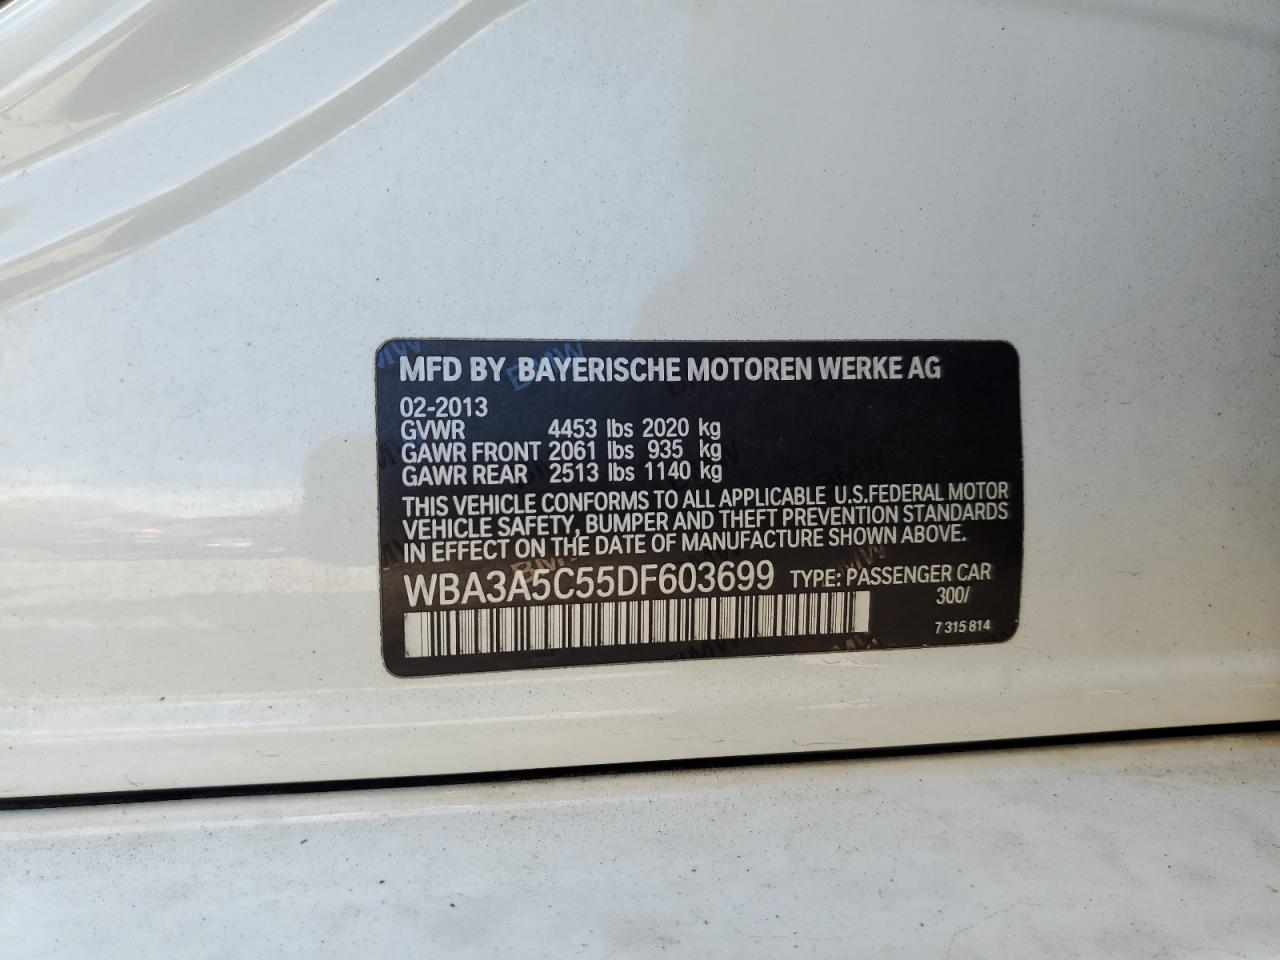 MFD BY BAYERISCHE MOTOREN WERKE AG
02-2013
GVWR 4453 lbs 2020 kg
GAWR FRONT 2061 lbs 935 kg
GAWR REAR 2513 lbs 1140 kg
THIS VEHICLE CONFORMS TO ALL APPLICABLE U.S.FEDERAL MOTOR
VEHICLE SAFETY, BUMPER AND THEFT PREVENTION STANDARDS
IN EFFECT ON THE DATE OF MANUFACTURE SHOWN ABOVE.
WBA3A5C55DF603699 TYPE: PASSENGER CAR
300/
7 315 814